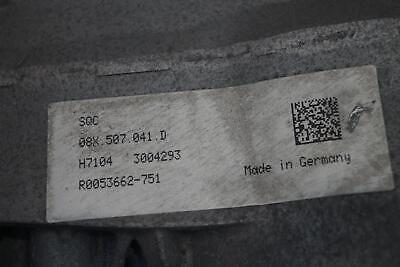 SQC
08X.507.041.D
H7104 3004293
R0053662-751
Made in Germany